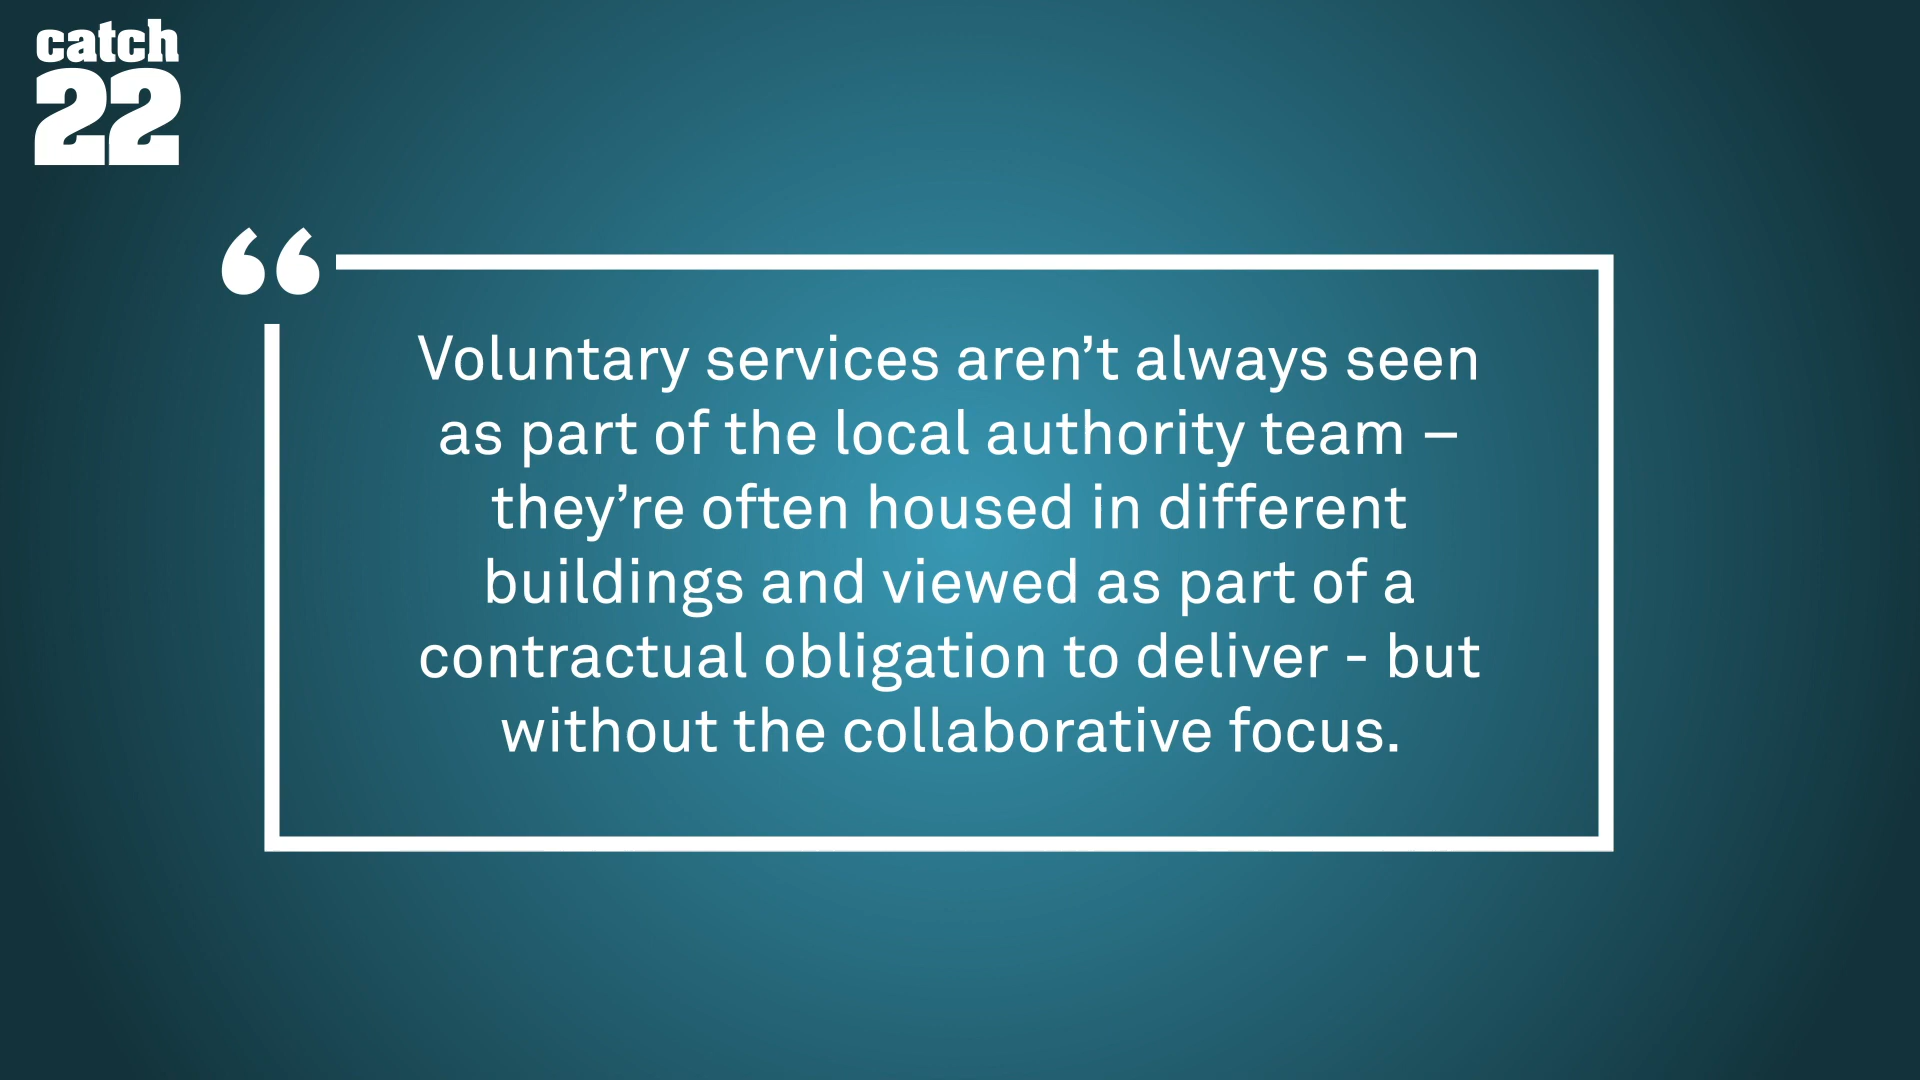 catch
22
“
Voluntary services aren’t always seen
as part of the local authority team –
they’re often housed in different
buildings and viewed as part of a
contractual obligation to deliver - but
without the collaborative focus.